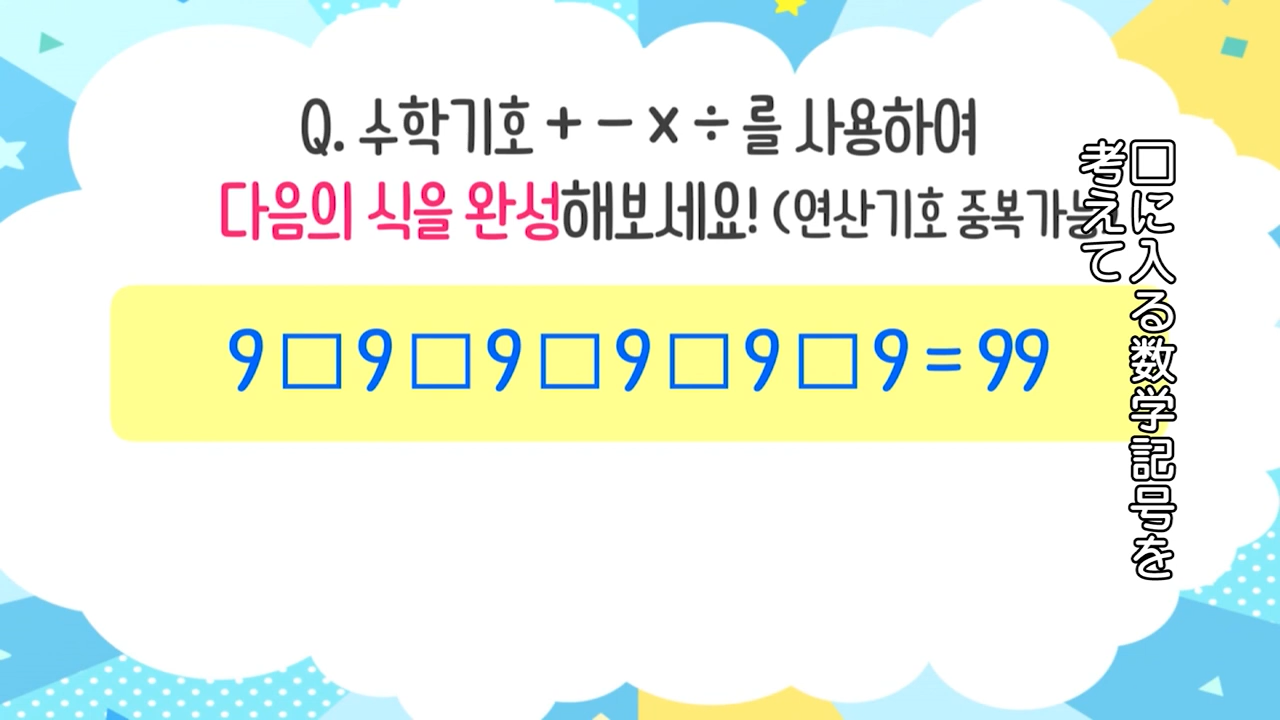 Q. 수학기호 + − × ÷ 를 사용하여
다음의 식을 완성해보세요! (연산기호 중복가능)
9□9□9□9□9□9=99
□に入る数学記号を
考えて